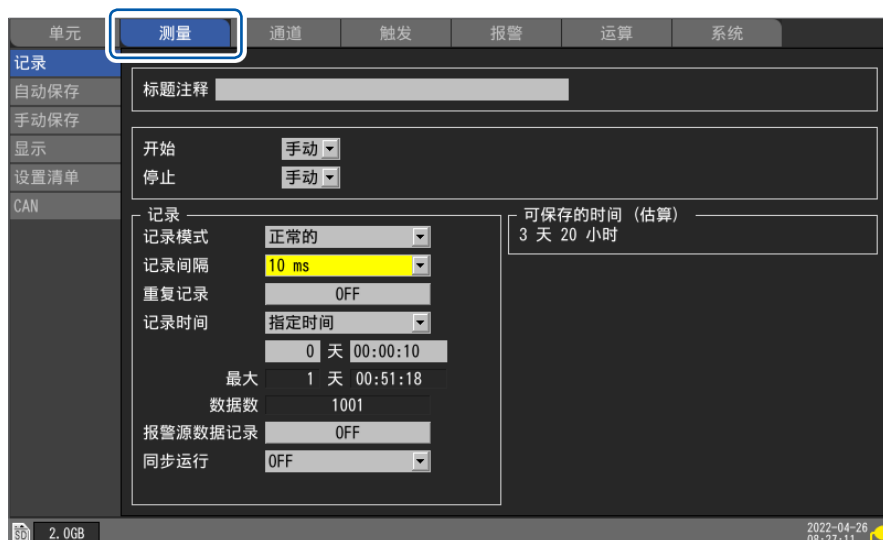 单元 测量 通道 触发 报警 运算 系统
记录
自动保存
手动保存
显示
设置清单
CAN
标题注释
开始 手动
停止 手动
记录
记录模式 正常的
记录间隔 10 ms
重复记录 OFF
记录时间 指定时间
0 天 00:00:10
最大 1 天 00:51:18
数据数 1001
报警源数据记录 OFF
同步运行 OFF
可保存的时间 (估算)
3 天 20 小时
SD 2.0GB
2022-04-26
08:27:11